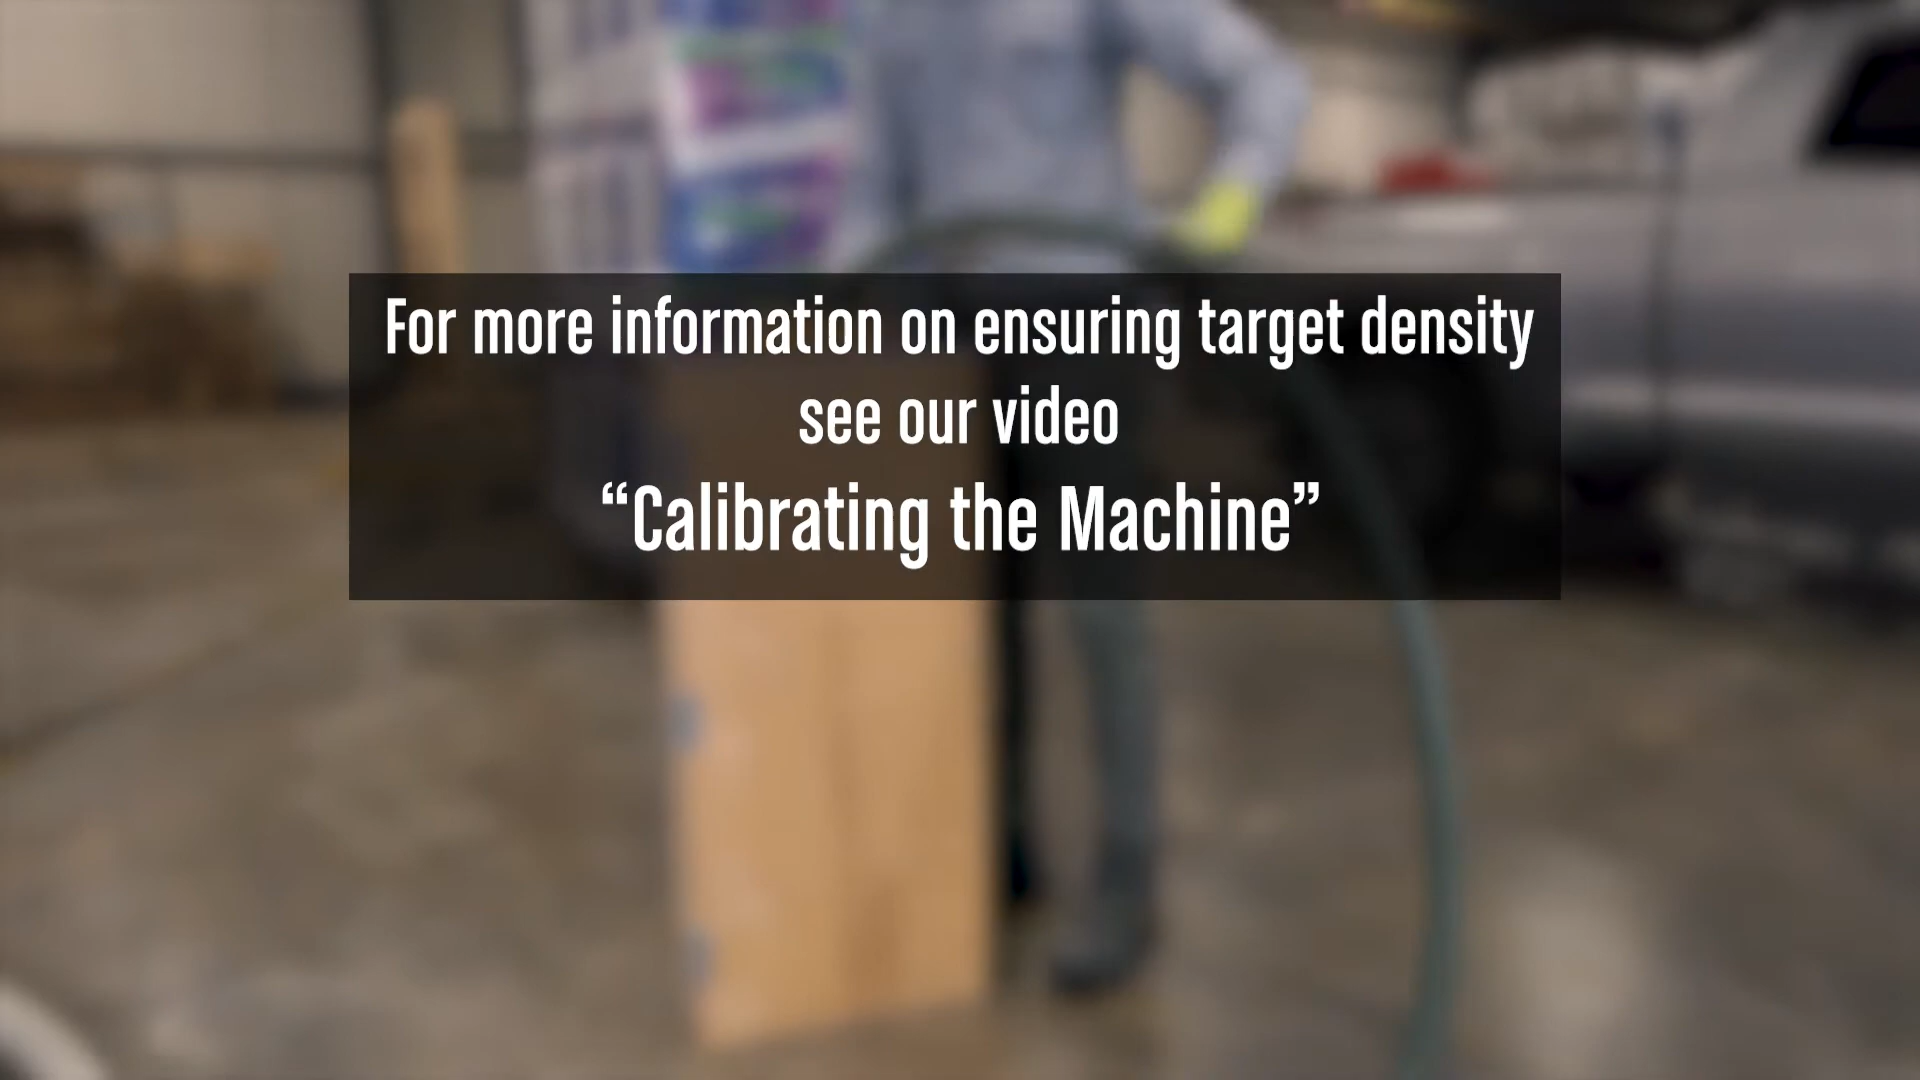 For more information on ensuring target density
see our video
“Calibrating the Machine”